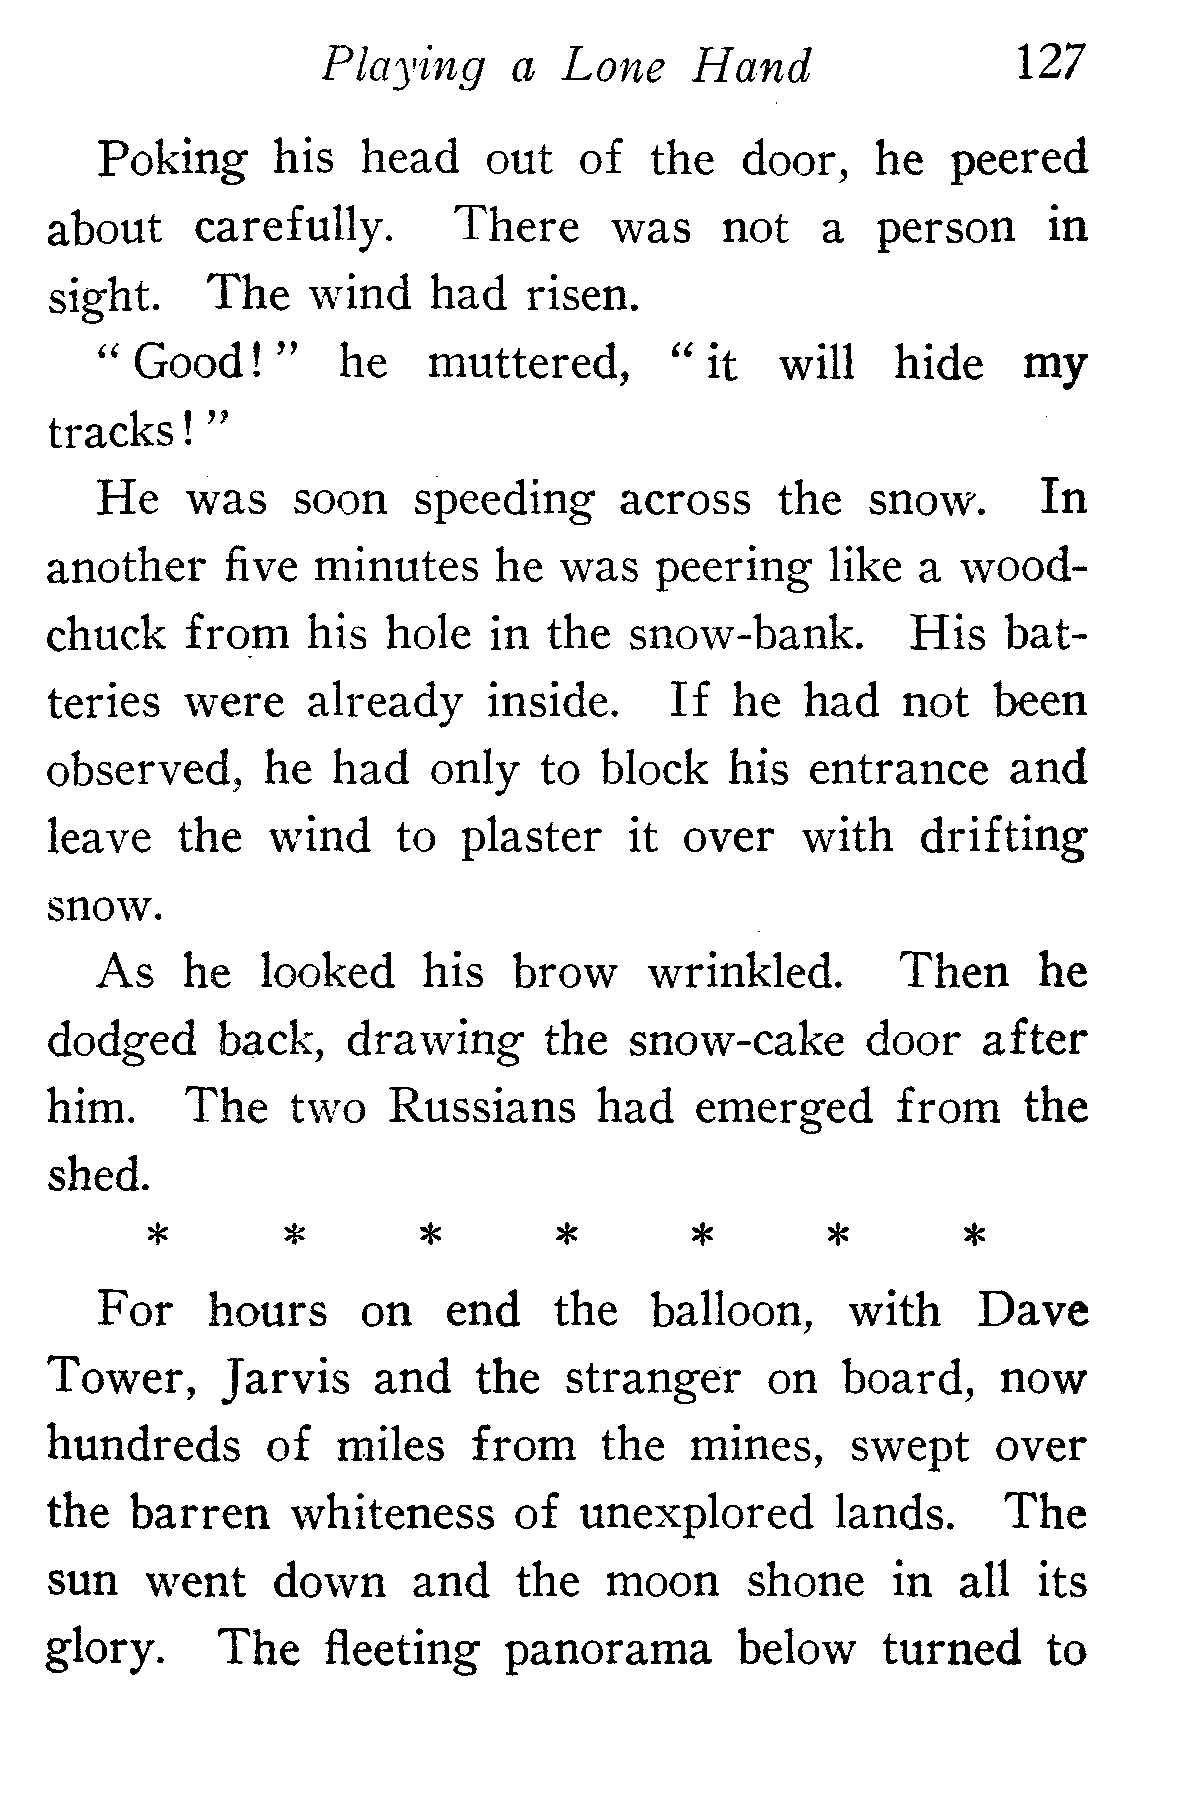 Playing a Lone Hand 127
Poking his head out of the door, he peered
about carefully. There was not a person in
sight. The wind had risen.
“ Good! ” he muttered, “ it will hide my
tracks! ”
He was soon speeding across the snow. In
another five minutes he was peering like a wood-
chuck from his hole in the snow-bank. His bat-
teries were already inside. If he had not been
observed, he had only to block his entrance and
leave the wind to plaster it over with drifting
snow.
As he looked his brow wrinkled. Then he
dodged back, drawing the snow-cake door after
him. The two Russians had emerged from the
shed.
* * * * * * *
For hours on end the balloon, with Dave
Tower, Jarvis and the stranger on board, now
hundreds of miles from the mines, swept over
the barren whiteness of unexplored lands. The
sun went down and the moon shone in all its
glory. The fleeting panorama below turned to